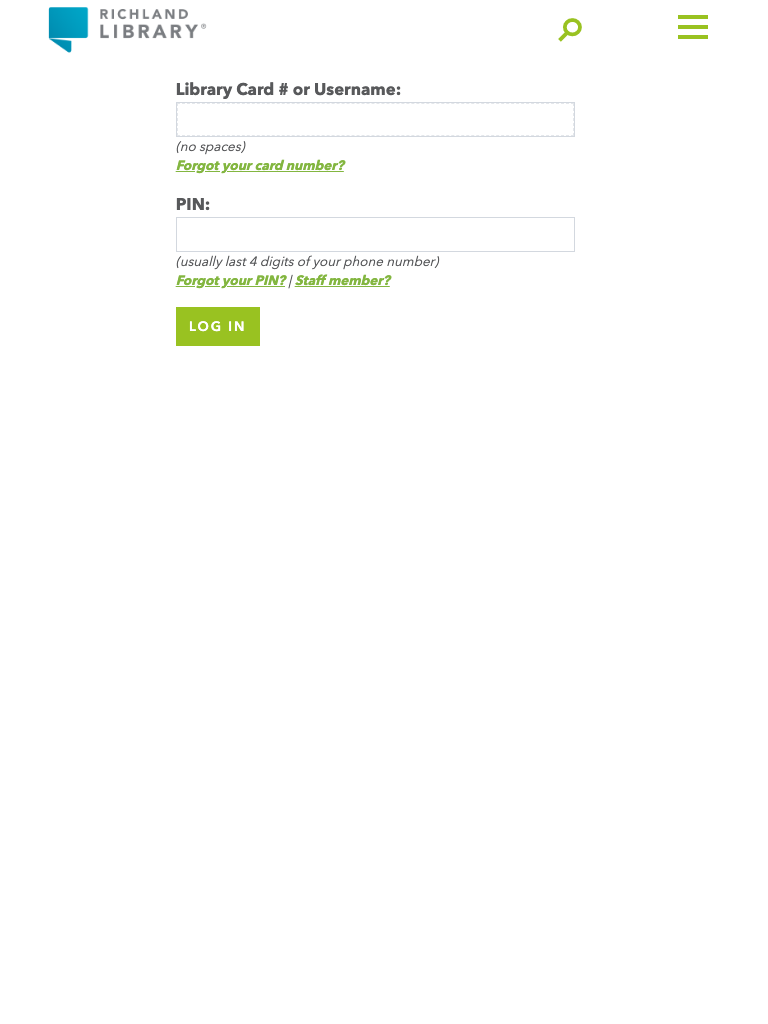 RICHLAND
LIBRARY®
Library Card # or Username:
(no spaces)
Forgot your card number?
PIN:
(usually last 4 digits of your phone number)
Forgot your PIN? | Staff member?
LOG IN